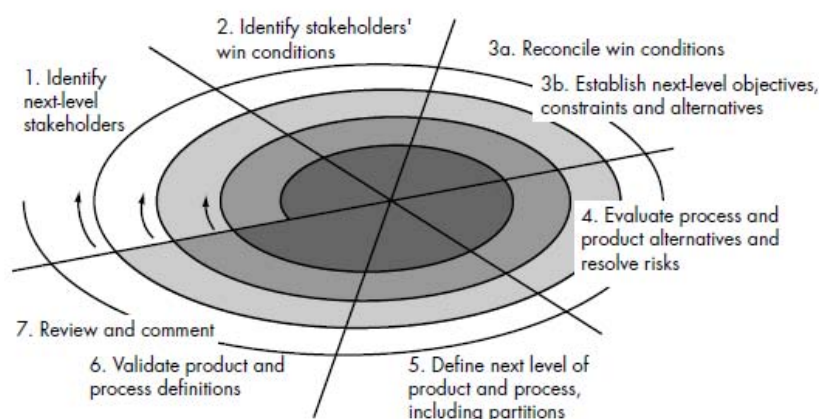 2. Identify stakeholders'
win conditions
3a. Reconcile win conditions
1. Identify
next-level
stakeholders
3b. Establish next-level objectives,
constraints and alternatives
4. Evaluate process and
product alternatives and
resolve risks
7. Review and comment
6. Validate product and
process definitions
5. Define next level of
product and process,
including partitions